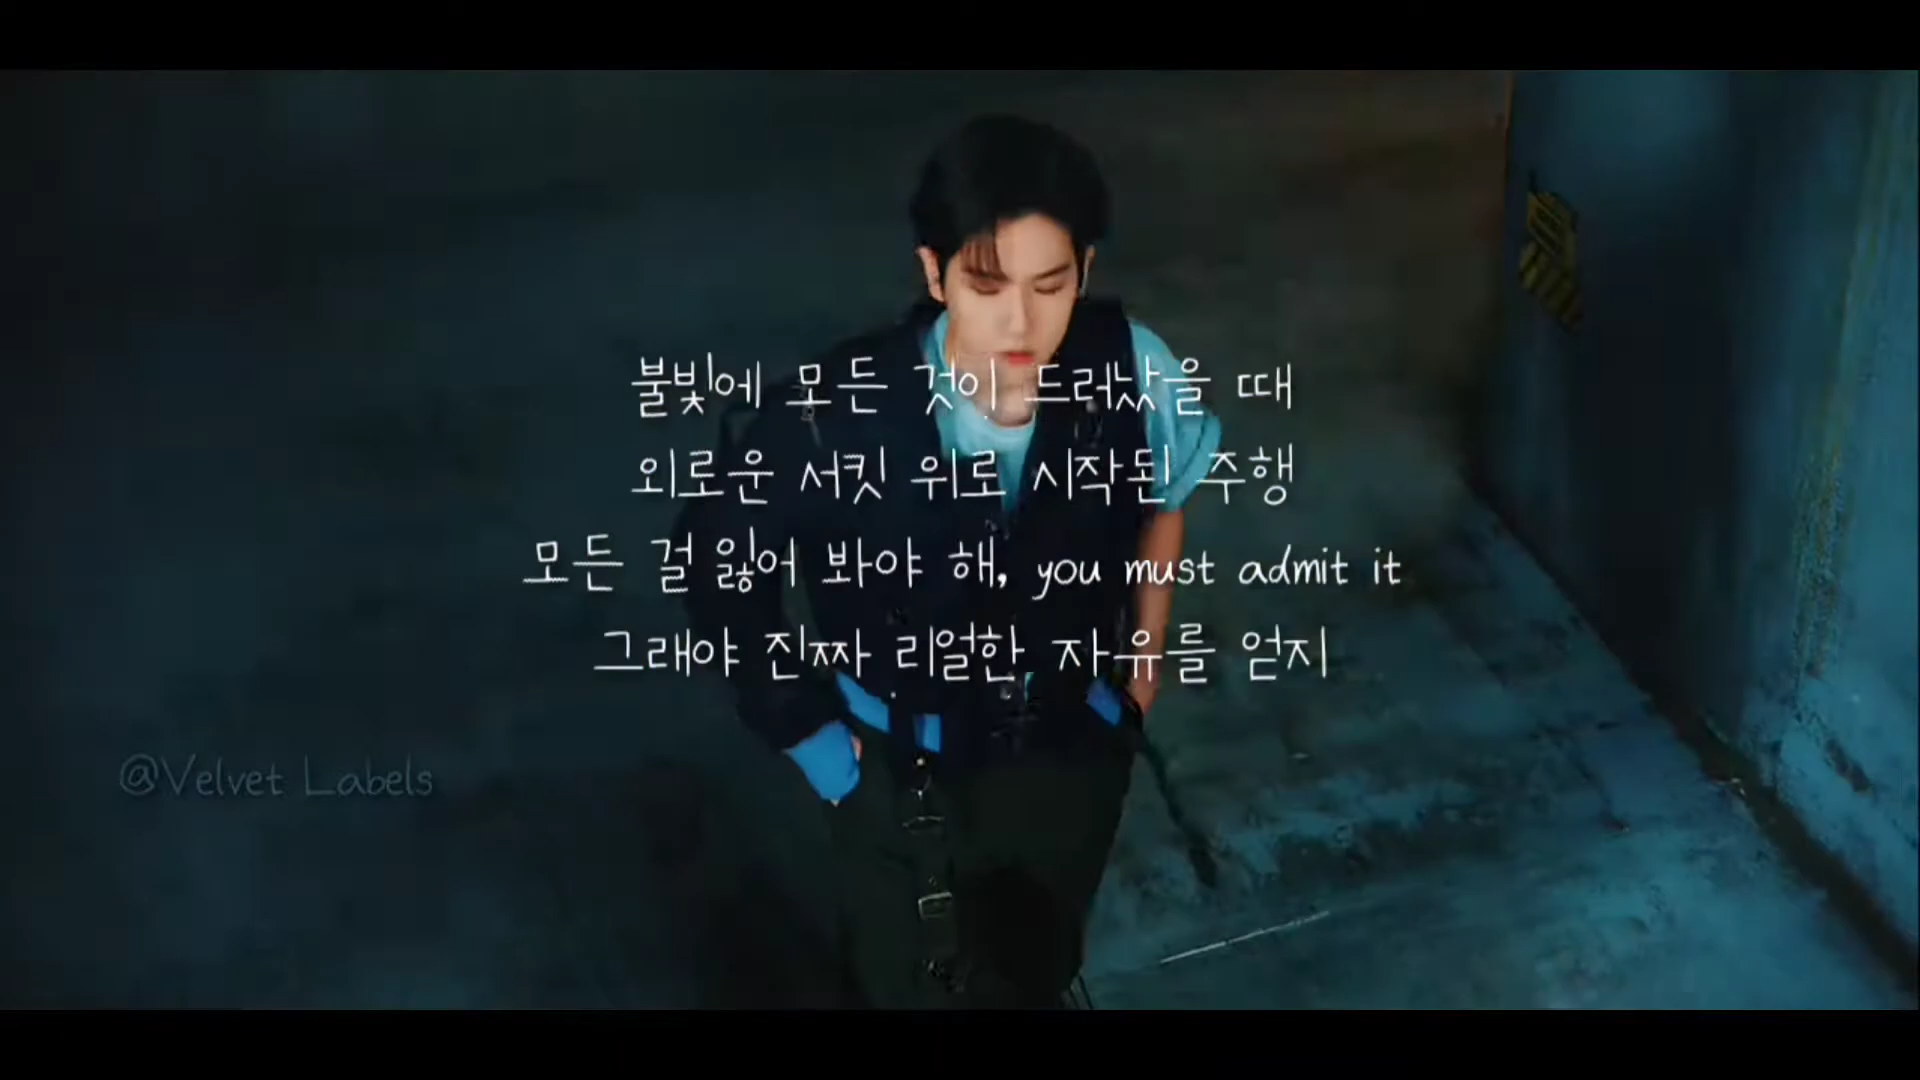 불빛에 모든 것이 드러났을 때
외로운 서킷 위로 시작된 주행
모든 걸 잃어 봐야 해, you must admit it
그래야 진짜 리얼한 자유를 얻지
@Velvet Labels